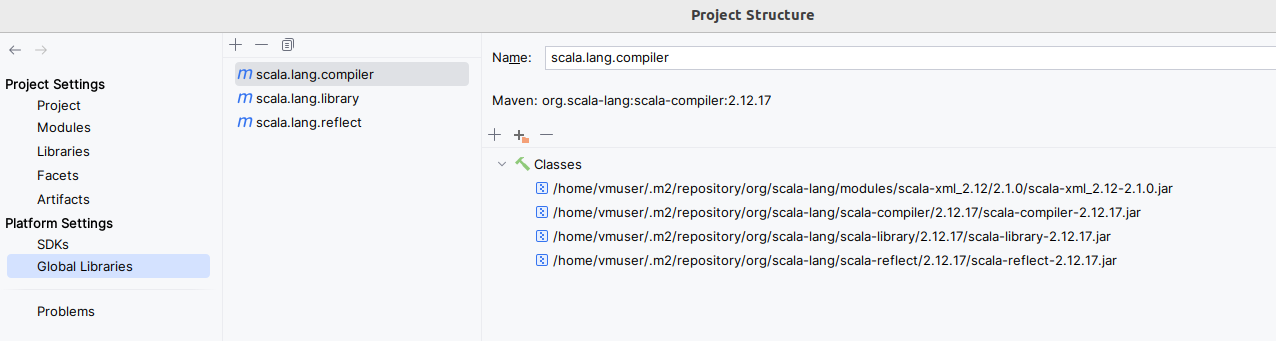 Project Structure
Project Settings
Project
Modules
Libraries
Facets
Artifacts
Platform Settings
SDKs
Global Libraries
Problems
scala.lang.compiler
scala.lang.library
scala.lang.reflect
Name: scala.lang.compiler
Maven: org.scala-lang:scala-compiler:2.12.17
Classes
/home/vmuser/.m2/repository/org/scala-lang/modules/scala-xml_2.12/2.1.0/scala-xml_2.12-2.1.0.jar
/home/vmuser/.m2/repository/org/scala-lang/scala-compiler/2.12.17/scala-compiler-2.12.17.jar
/home/vmuser/.m2/repository/org/scala-lang/scala-library/2.12.17/scala-library-2.12.17.jar
/home/vmuser/.m2/repository/org/scala-lang/scala-reflect/2.12.17/scala-reflect-2.12.17.jar